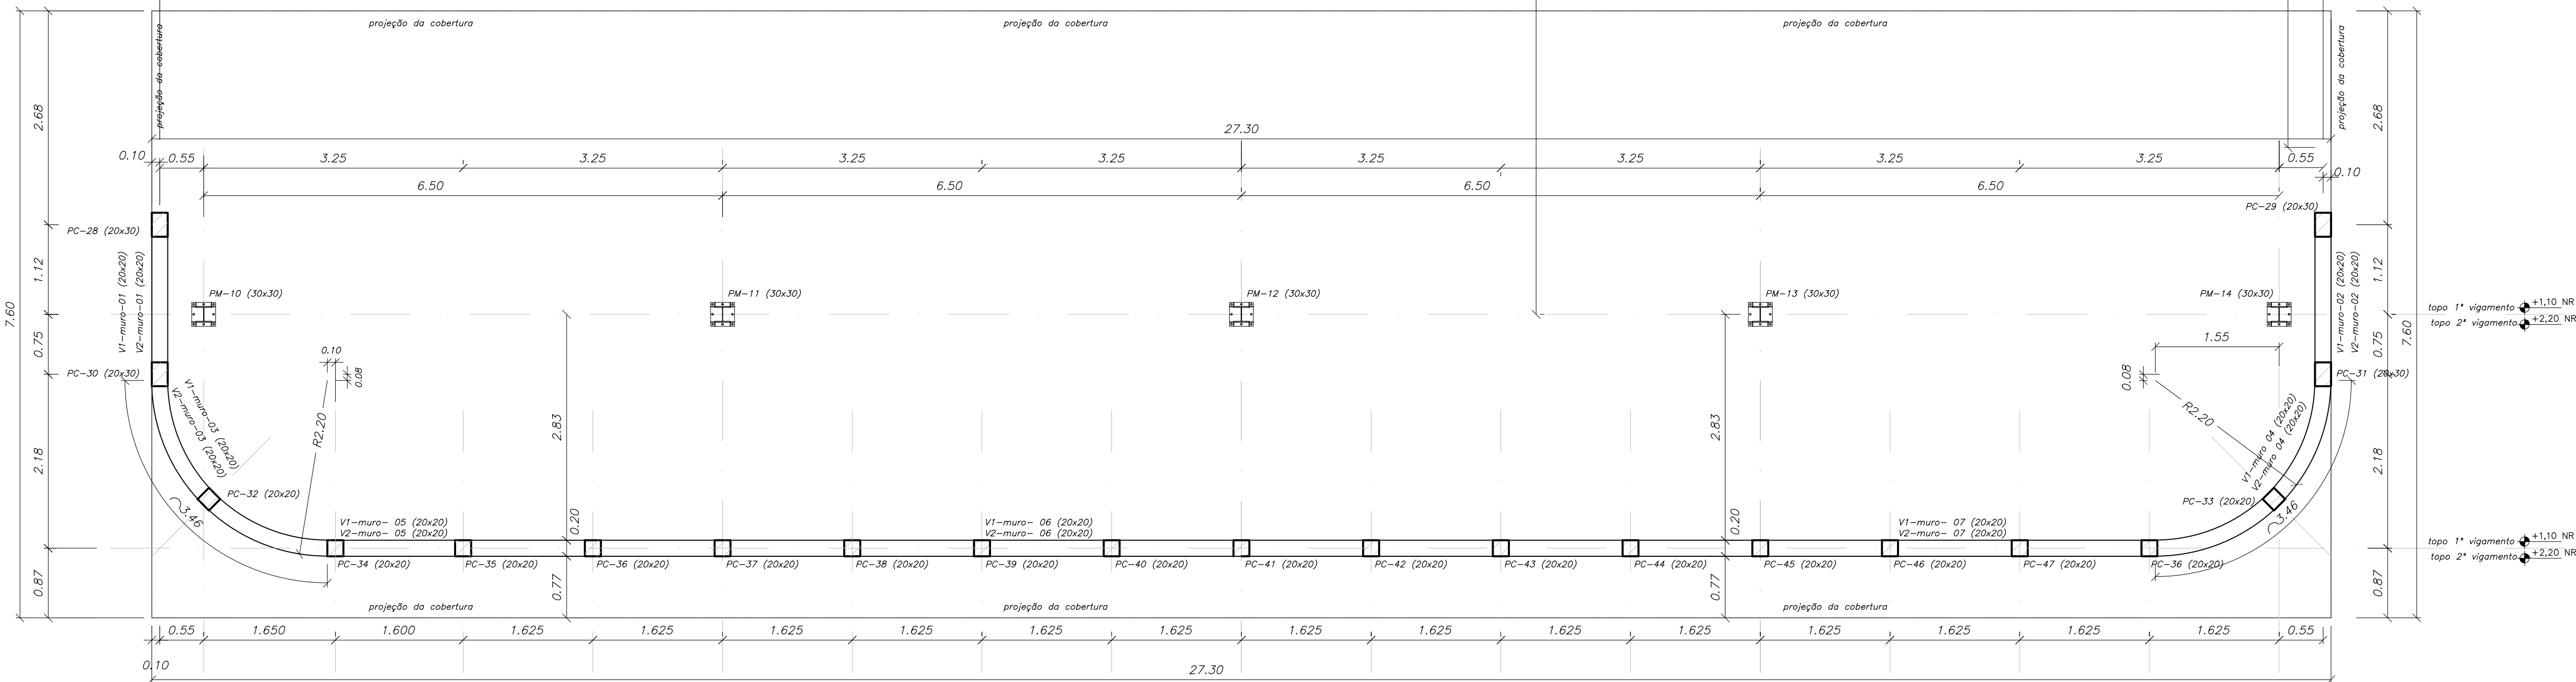 projeção da cobertura
projeção da cobertura
projeção da cobertura
projeção da cobertura
projeção da cobertura
2.68
2.68
27.30
0.10
0.55
3.25
3.25
3.25
3.25
3.25
3.25
3.25
3.25
0.55
0.10
6.50
6.50
6.50
6.50
PC-28 (20x30)
PC-29 (20x30)
1.12
1.12
V1-muro-01 (20x20)
V2-muro-01 (20x20)
V1-muro-02 (20x20)
V2-muro-02 (20x20)
PM-10 (30x30)
PM-11 (30x30)
PM-12 (30x30)
PM-13 (30x30)
PM-14 (30x30)
topo 1° vigamento +1,10 NR
topo 2° vigamento +2,20 NR
7.60
7.60
0.75
0.75
0.10
0.08
1.55
0.08
PC-30 (20x30)
PC-31 (20x30)
V1-muro-03 (20x20)
V2-muro-03 (20x20)
R2.20
2.83
2.83
R2.20
V1-muro 04 (20x20)
V2-muro 04 (20x20)
2.18
2.18
PC-32 (20x20)
PC-33 (20x20)
3.46
3.46
V1-muro- 05 (20x20)
V2-muro- 05 (20x20)
0.20
V1-muro- 06 (20x20)
V2-muro- 06 (20x20)
0.20
V1-muro- 07 (20x20)
V2-muro- 07 (20x20)
topo 1° vigamento +1,10 NR
topo 2° vigamento +2,20 NR
PC-34 (20x20)
PC-35 (20x20)
PC-36 (20x20)
PC-37 (20x20)
PC-38 (20x20)
PC-39 (20x20)
PC-40 (20x20)
PC-41 (20x20)
PC-42 (20x20)
PC-43 (20x20)
PC-44 (20x20)
PC-45 (20x20)
PC-46 (20x20)
PC-47 (20x20)
PC-36 (20x20)
0.87
0.77
0.77
0.87
projeção da cobertura
projeção da cobertura
projeção da cobertura
0.55
1.650
1.600
1.625
1.625
1.625
1.625
1.625
1.625
1.625
1.625
1.625
1.625
1.625
1.625
1.625
1.625
0.55
0.10
27.30